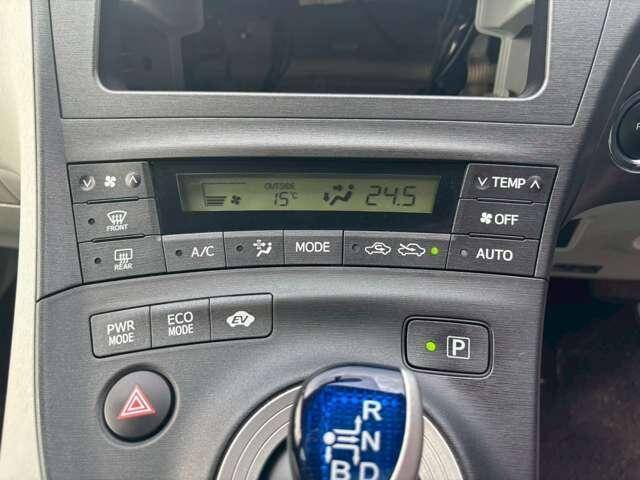 OUTSIDE
15℃
24.5
TEMP
FRONT
OFF
REAR
A/C
MODE
AUTO
PWR
MODE
ECO
MODE
EV
P
R
N
B D